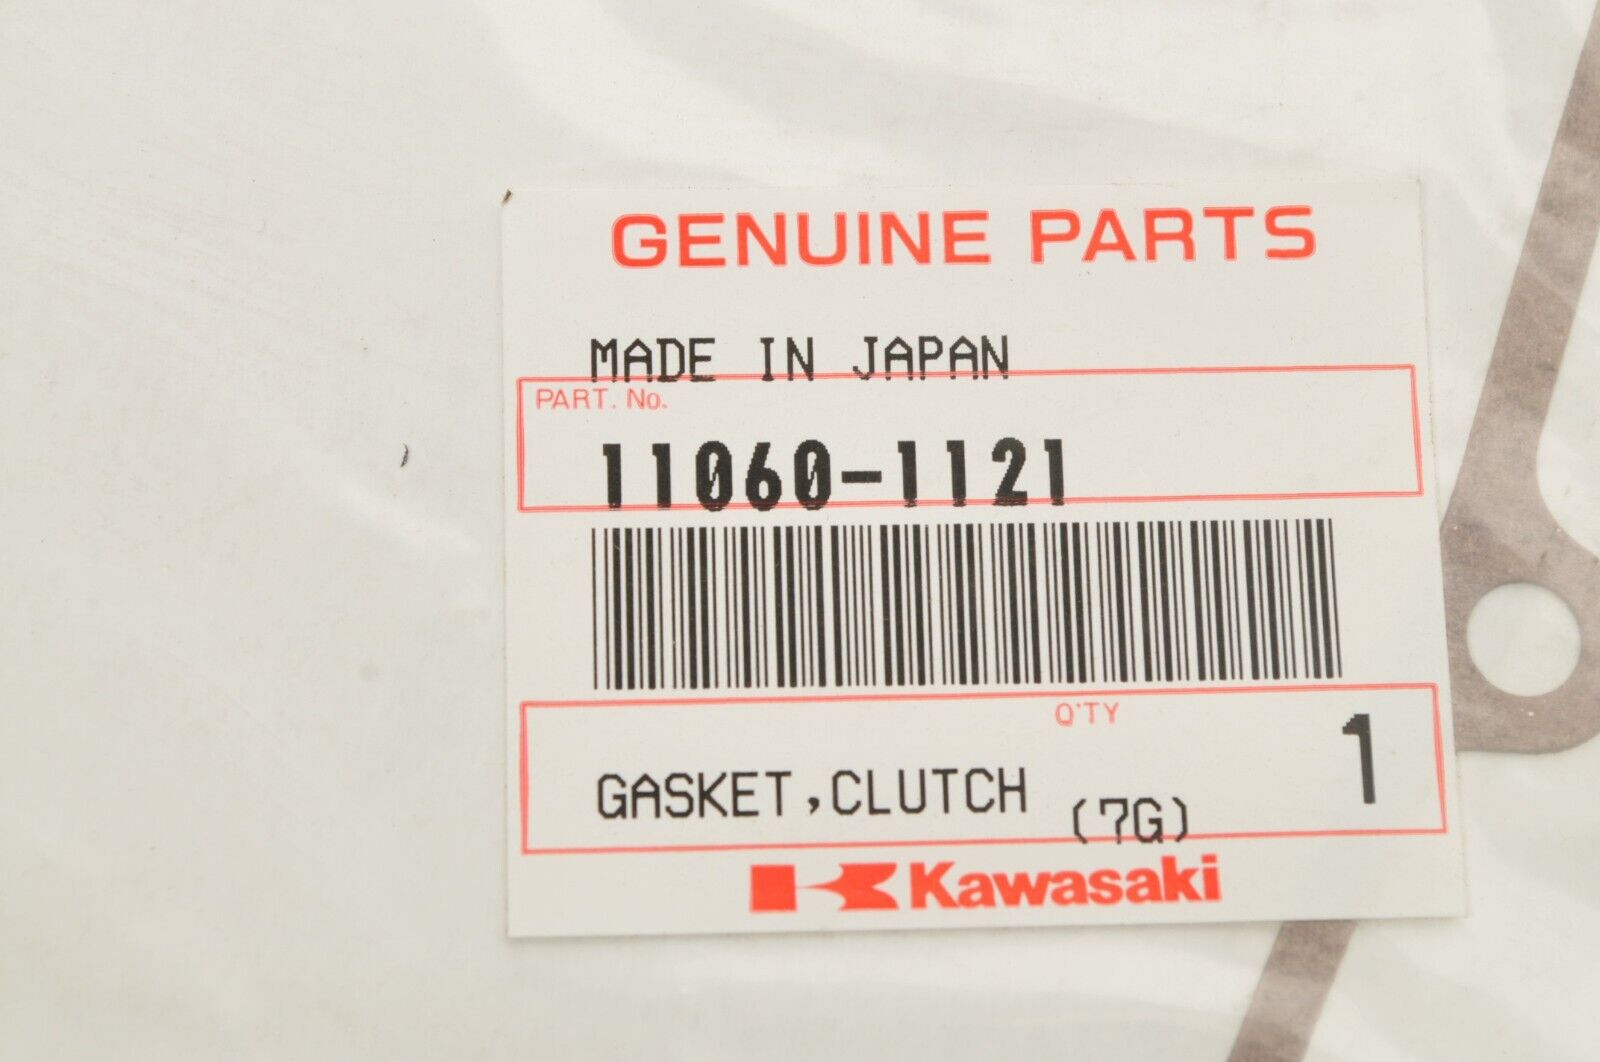 GENUINE PARTS
MADE IN JAPAN
PART. No.
11060-1121
Q'TY
GASKET,CLUTCH (7G) 1
Kawasaki